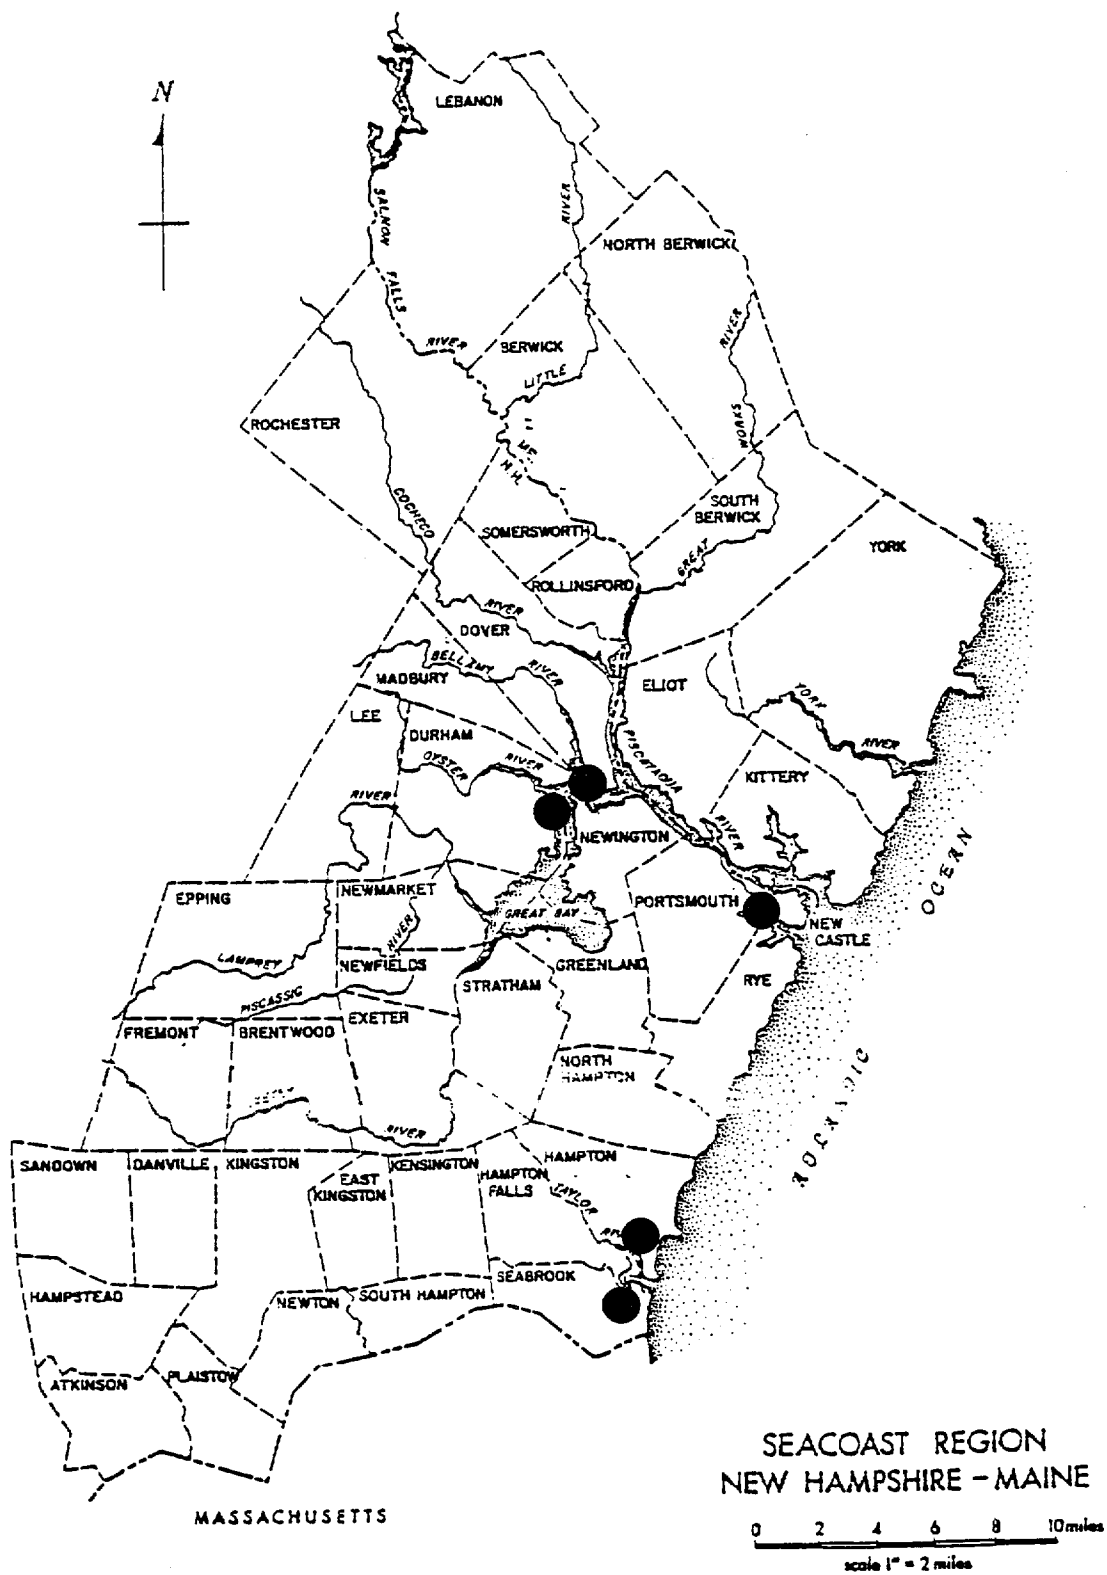 N
LEBANON
SALMON
FALLS
RIVER
RIVER
NORTH BERWICK
BERWICK
LITTLE
RIVER
WORKS
ROCHESTER
ME.
N.H.
COCHECO
SOUTH
BERWICK
GREAT
SOMERSWORTH
ROLLINSFORD
YORK
RIVER
DOVER
BELLAMY
RIVER
MADBURY
ELIOT
YORK
RIVER
LEE
DURHAM
OYSTER
RIVER
PISCATAQUA
RIVER
KITTERY
RIVER
NEWINGTON
OCEAN
EPPING
NEWMARKET
GREAT BAY
PORTSMOUTH
NEW
CASTLE
RIVER
LAMPREY
NEWFIELDS
STRATHAM
GREENLAND
RYE
PISCASSIC
FREMONT
BRENTWOOD
EXETER
NORTH
HAMPTON
RIVER
SANDOWN
DANVILLE
KINGSTON
EAST
KINGSTON
KENSINGTON
HAMPTON
FALLS
HAMPTON
TAYLOR
HAMPSTEAD
NEWTON
SOUTH HAMPTON
SEABROOK
ATKINSON
PLAISTOW
MASSACHUSETTS
SEACOAST REGION
NEW HAMPSHIRE – MAINE
0 2 4 6 8 10 miles
scale 1" = 2 miles